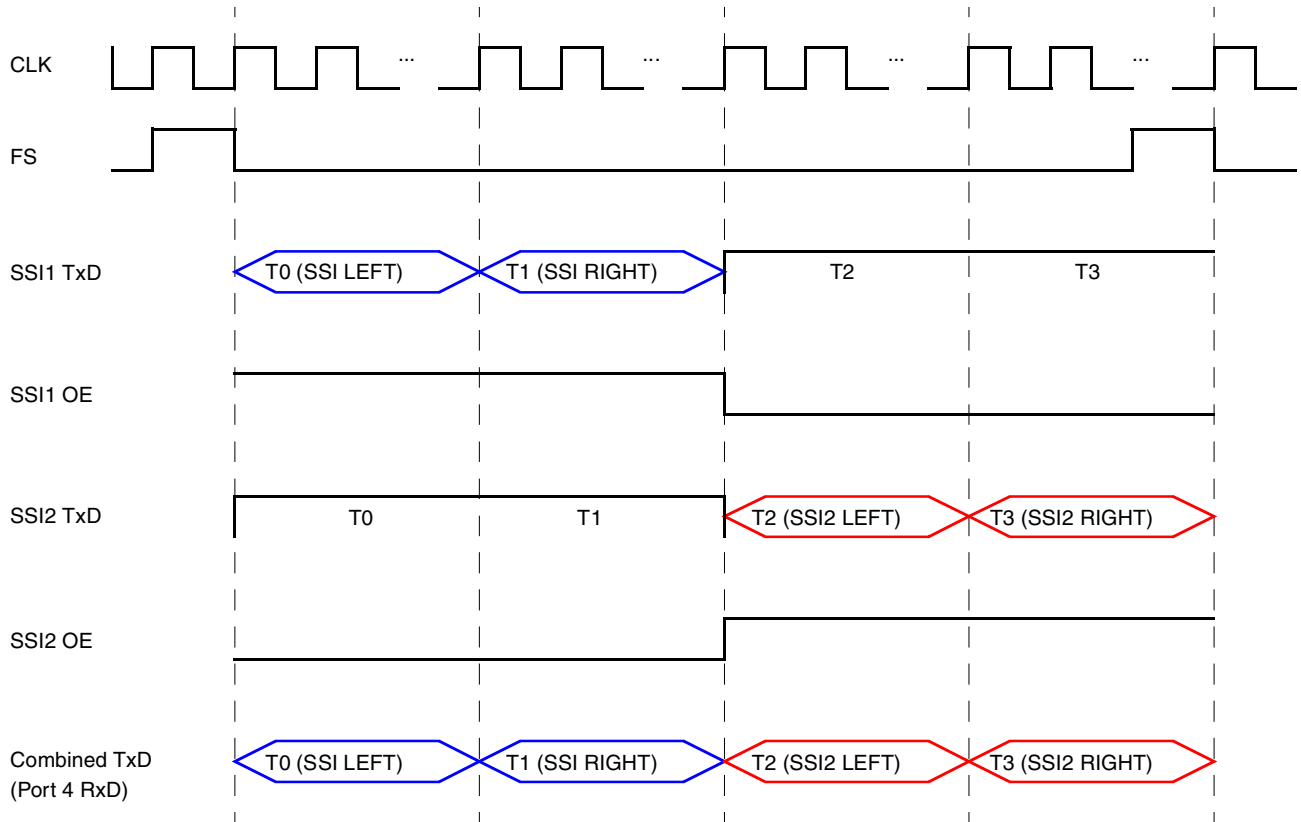 CLK
... ... ... ...
FS
SSI1 TxD
T0 (SSI LEFT) T1 (SSI RIGHT) T2 T3
SSI1 OE
SSI2 TxD
T0 T1 T2 (SSI2 LEFT) T3 (SSI2 RIGHT)
SSI2 OE
Combined TxD
(Port 4 RxD)
T0 (SSI LEFT) T1 (SSI RIGHT) T2 (SSI2 LEFT) T3 (SSI2 RIGHT)